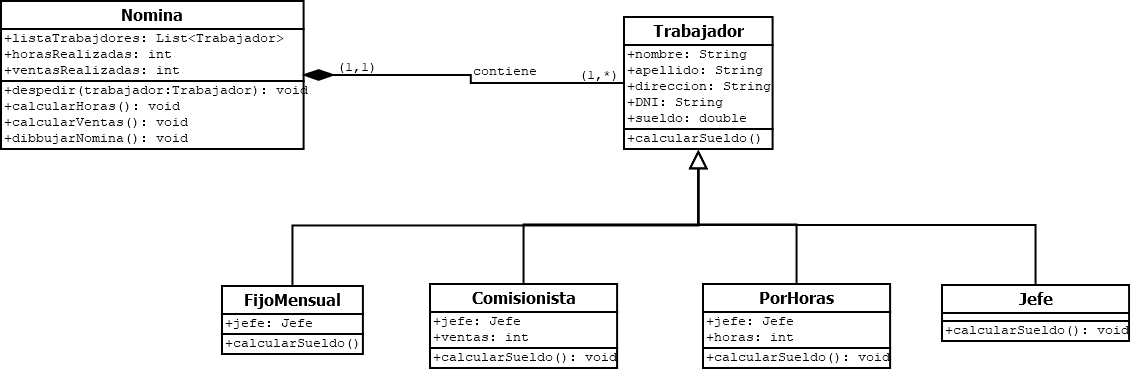 Nomina
+listaTrabajdores: List<Trabajador>
+horasRealizadas: int
+ventasRealizadas: int
+despedir(trabajador:Trabajador): void
+calcularHoras(): void
+calcularVentas(): void
+dibbujarNomina(): void
(1,1)
contiene
(1,*)
Trabajador
+nombre: String
+apellido: String
+direccion: String
+DNI: String
+sueldo: double
+calcularSueldo()
FijoMensual
+jefe: Jefe
+calcularSueldo()
Comisionista
+jefe: Jefe
+ventas: int
+calcularSueldo(): void
PorHoras
+jefe: Jefe
+horas: int
+calcularSueldo(): void
Jefe
+calcularSueldo(): void